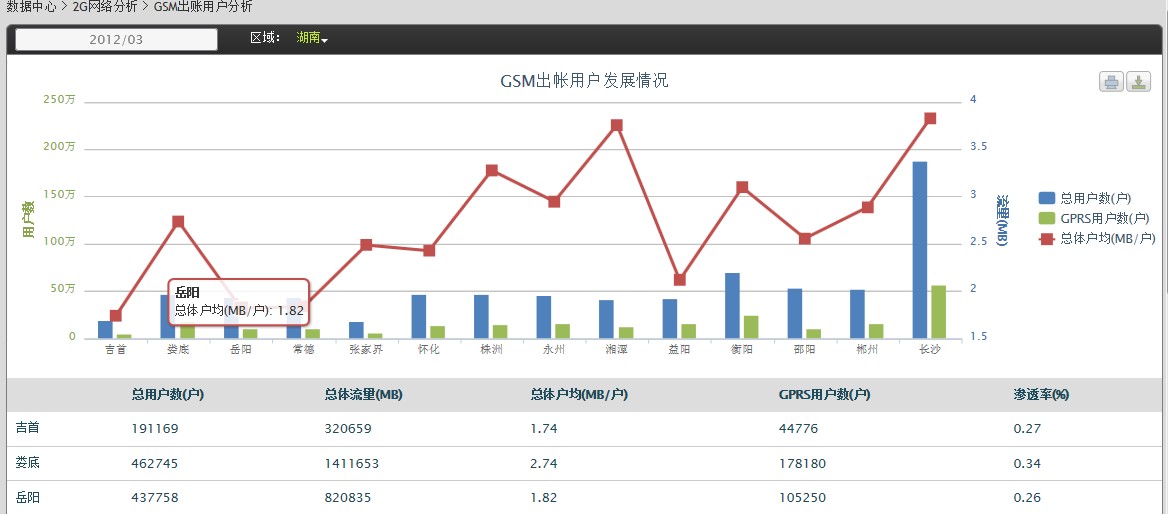 数据中心 > 2G网络分析 > GSM出账用户分析
2012/03 区域: 湖南
GSM出帐用户发展情况
250万 4
200万 3.5
150万 3
100万 2.5
50万 2
0 1.5
用户数
流里(MB)
总用户数(户)
GPRS用户数(户)
总体户均(MB/户)
岳阳
总体户均(MB/户): 1.82
吉首 娄底 岳阳 常德 张家界 怀化 株洲 永州 湘潭 益阳 衡阳 邵阳 郴州 长沙
总用户数(户) 总体流量(MB) 总体户均(MB/户) GPRS用户数(户) 渗透率(%)
吉首 191169 320659 1.74 44776 0.27
娄底 462745 1411653 2.74 178180 0.34
岳阳 437758 820835 1.82 105250 0.26